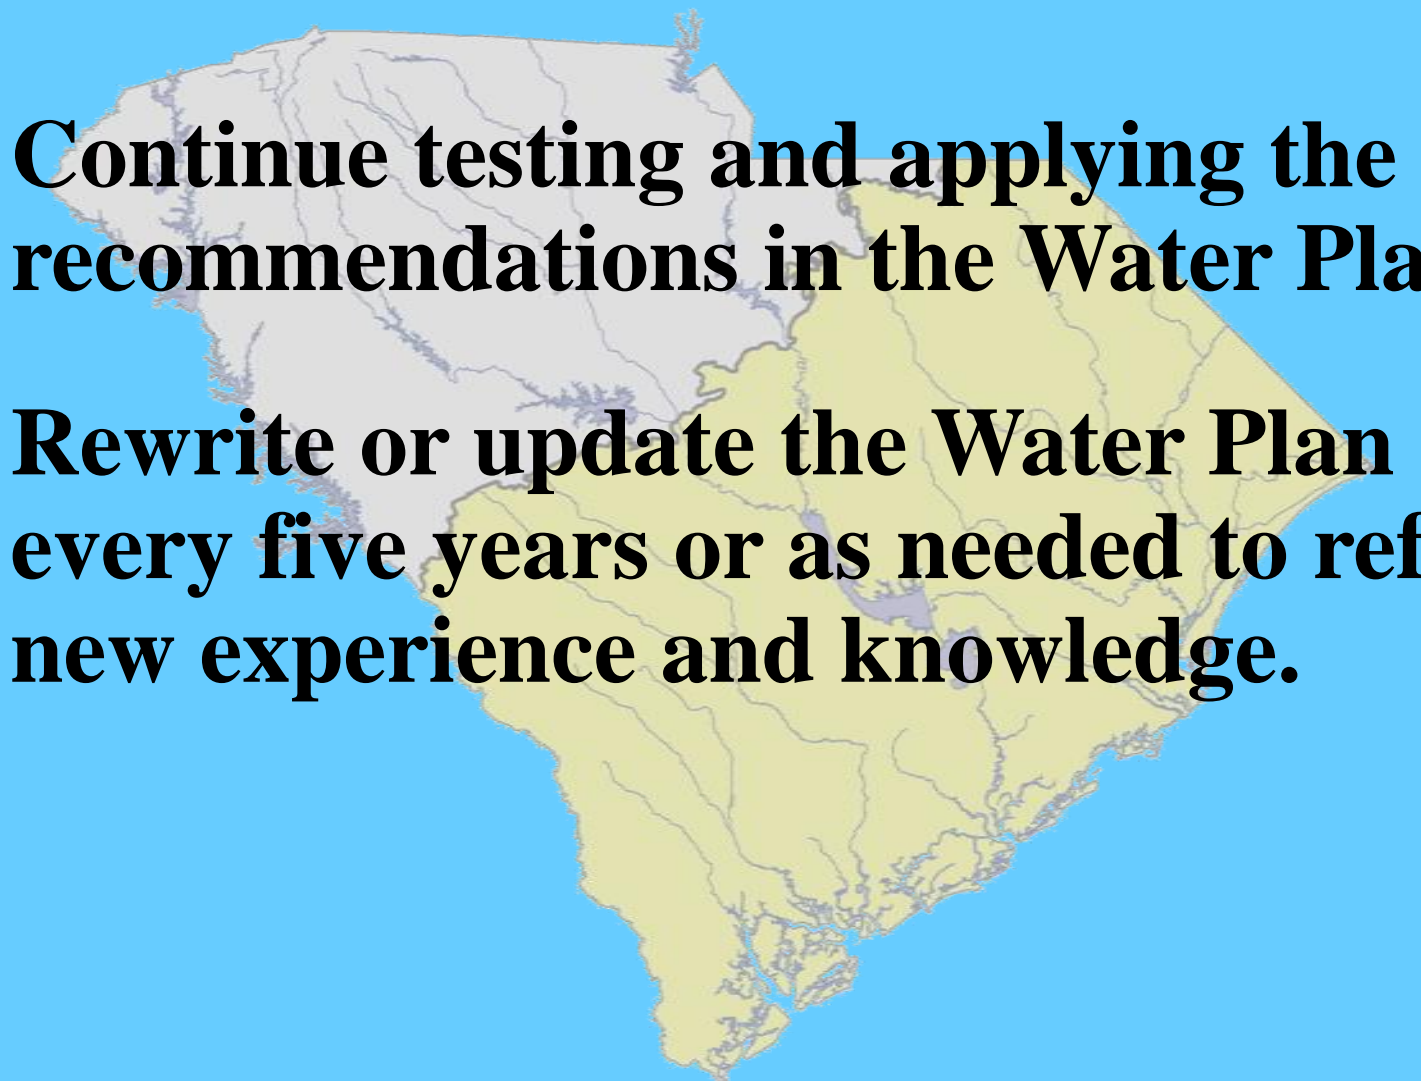 Continue testing and applying the
recommendations in the Water Pla
Rewrite or update the Water Plan
every five years or as needed to ref
new experience and knowledge.